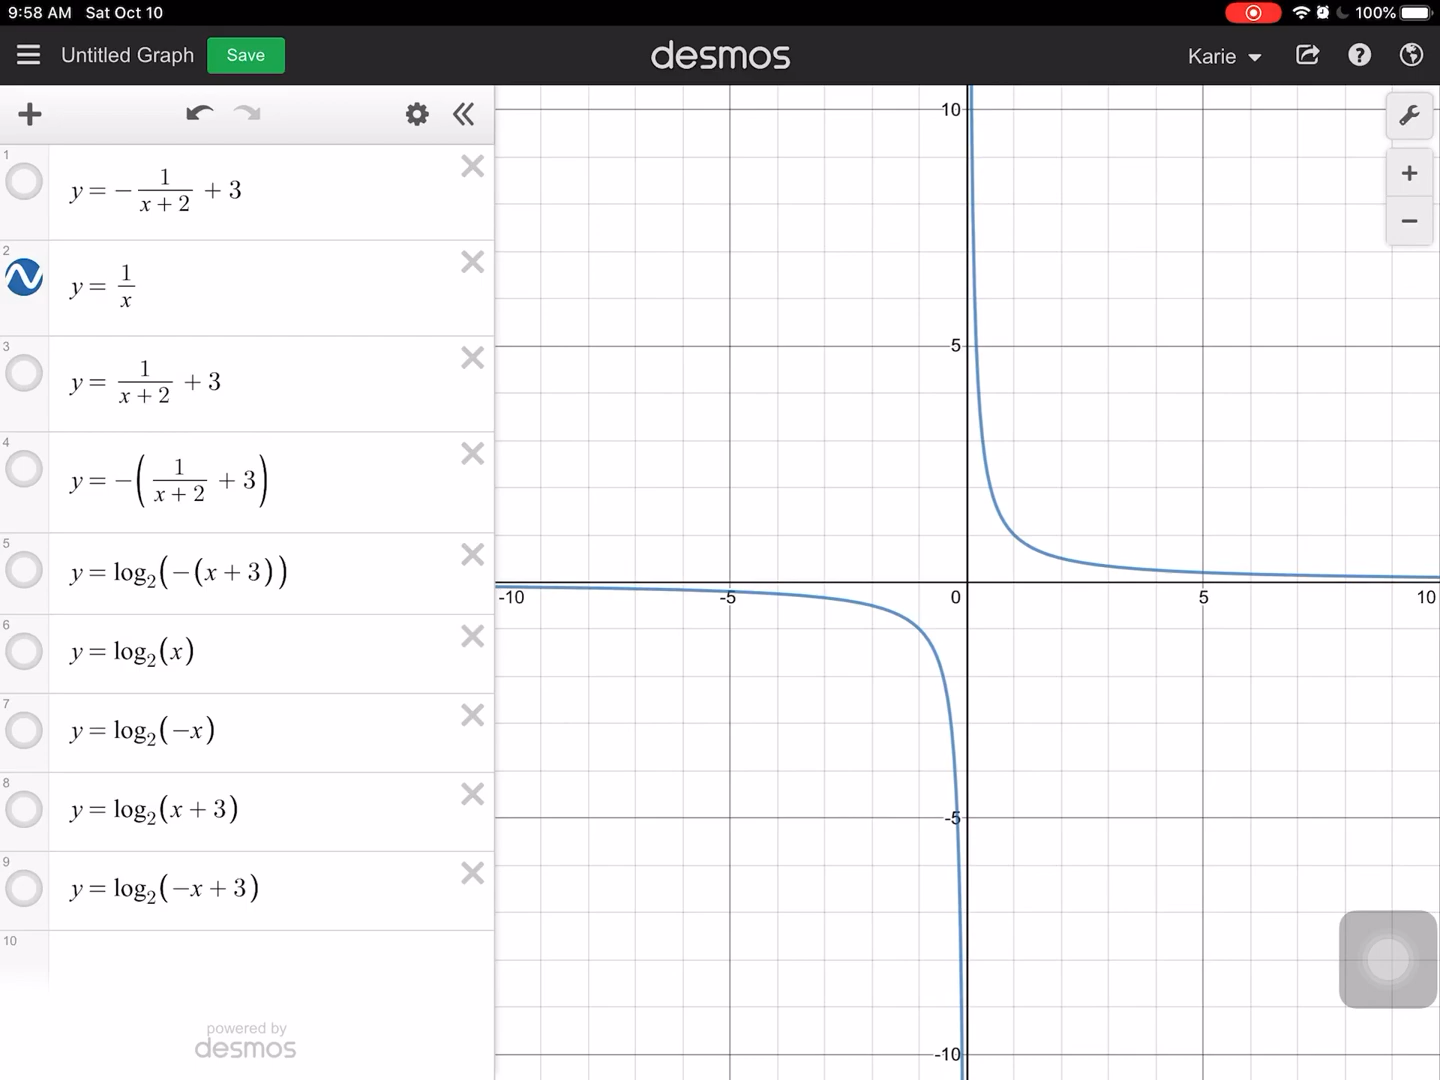 9:58 AM Sat Oct 10 100%
Untitled Graph Save desmos Karie
1
y = − 1/(x + 2) + 3
2
y = 1/x
3
y = 1/(x + 2) + 3
4
y = −(1/(x + 2) + 3)
5
y = log₂(−(x + 3))
6
y = log₂(x)
7
y = log₂(−x)
8
y = log₂(x + 3)
9
y = log₂(−x + 3)
10
powered by
desmos
10
5
-10 -5 0 5 10
-5
-10